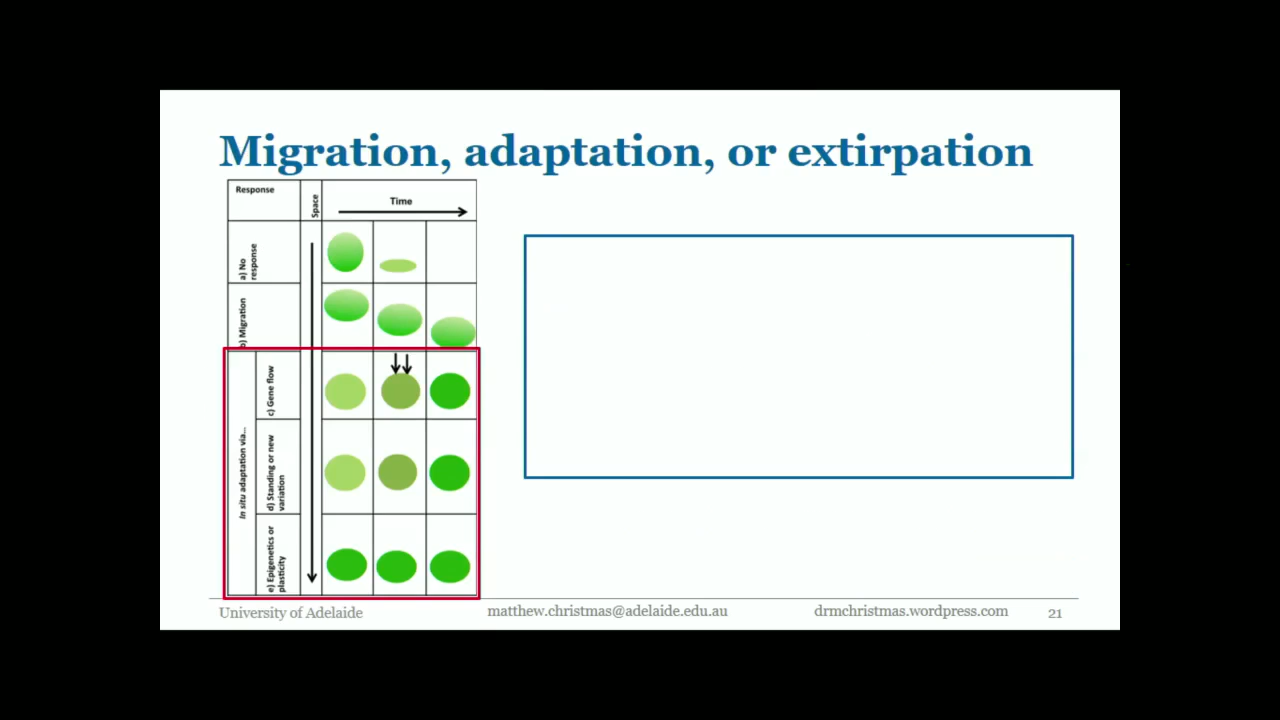 Migration, adaptation, or extirpation
Response
Space
Time
a) No
response
b) Migration
In situ adaptation via...
c) Gene flow
d) Standing or new
variation
e) Epigenetics or
plasticity
University of Adelaide
matthew.christmas@adelaide.edu.au
drmchristmas.wordpress.com
21